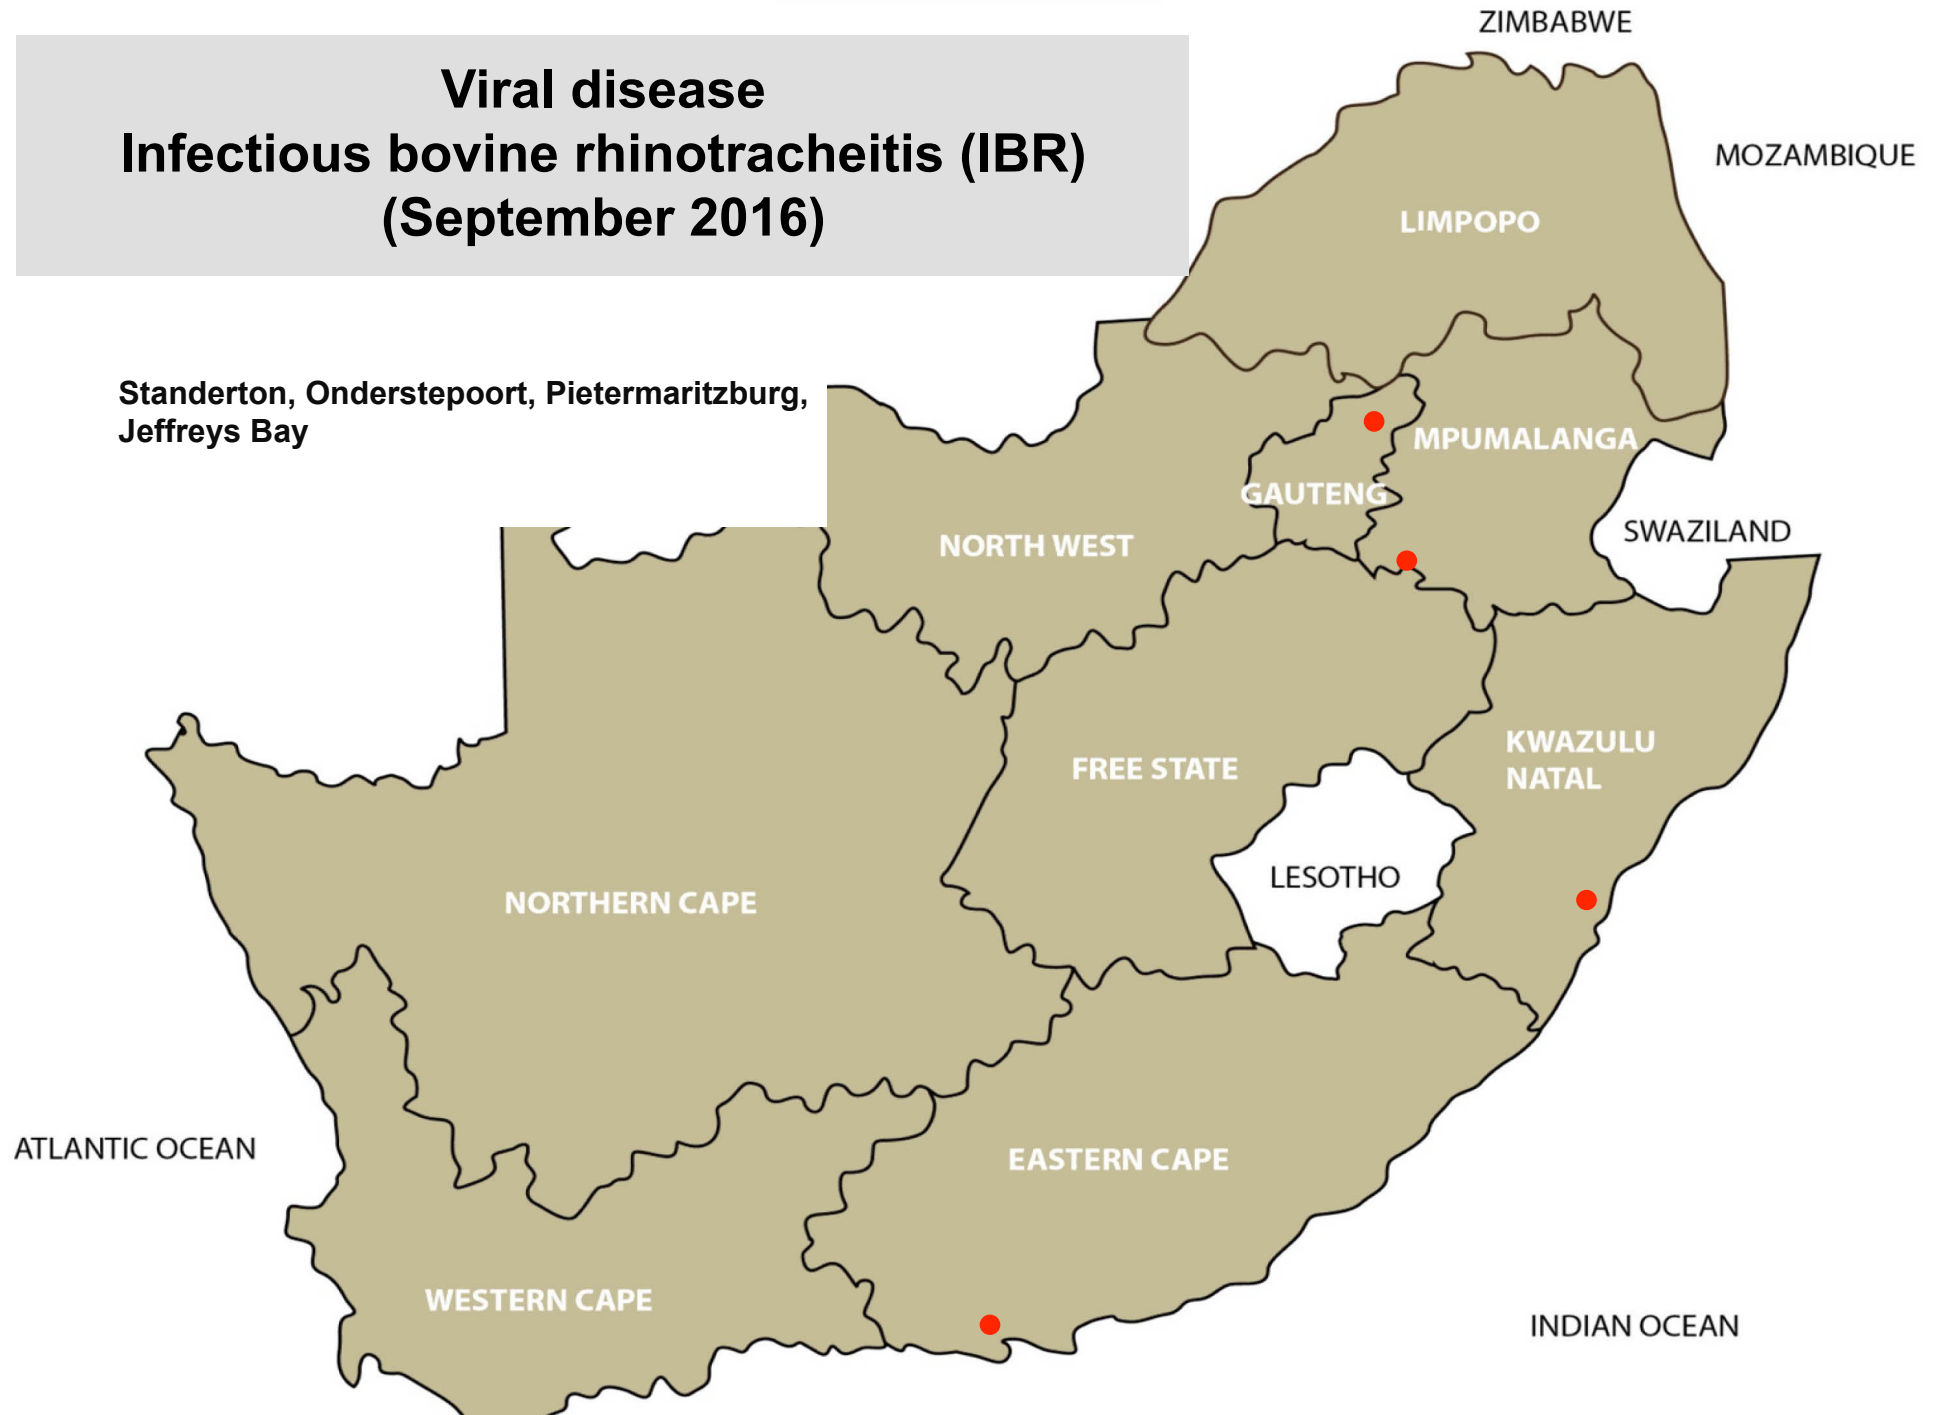 ZIMBABWE
Viral disease
Infectious bovine rhinotracheitis (IBR)
(September 2016)
MOZAMBIQUE
LIMPOPO
Standerton, Onderstepoort, Pietermaritzburg,
Jeffreys Bay
MPUMALANGA
GAUTENG
SWAZILAND
NORTH WEST
KWAZULU
NATAL
FREE STATE
LESOTHO
NORTHERN CAPE
ATLANTIC OCEAN
EASTERN CAPE
WESTERN CAPE
INDIAN OCEAN